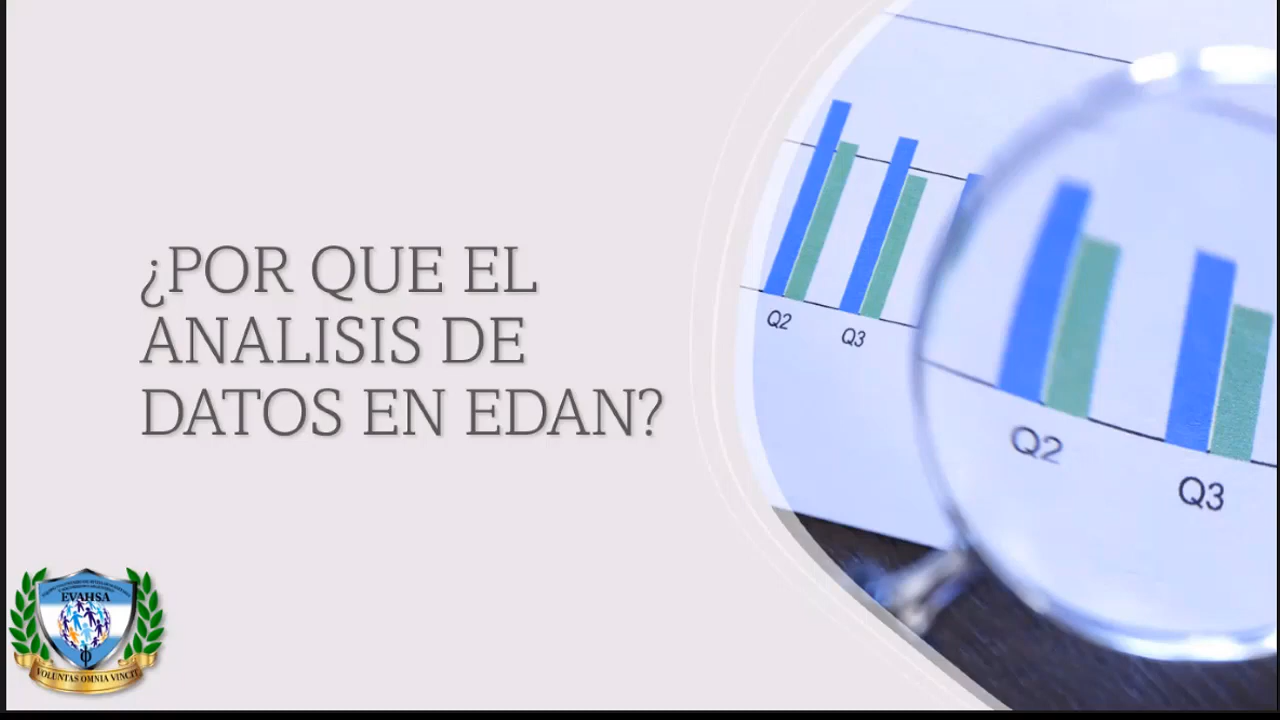 ¿POR QUE EL
ANALISIS DE
DATOS EN EDAN?
Q2
Q3
Q2
Q3
EVAHSA
VOLUNTAS OMNIA VINCIT